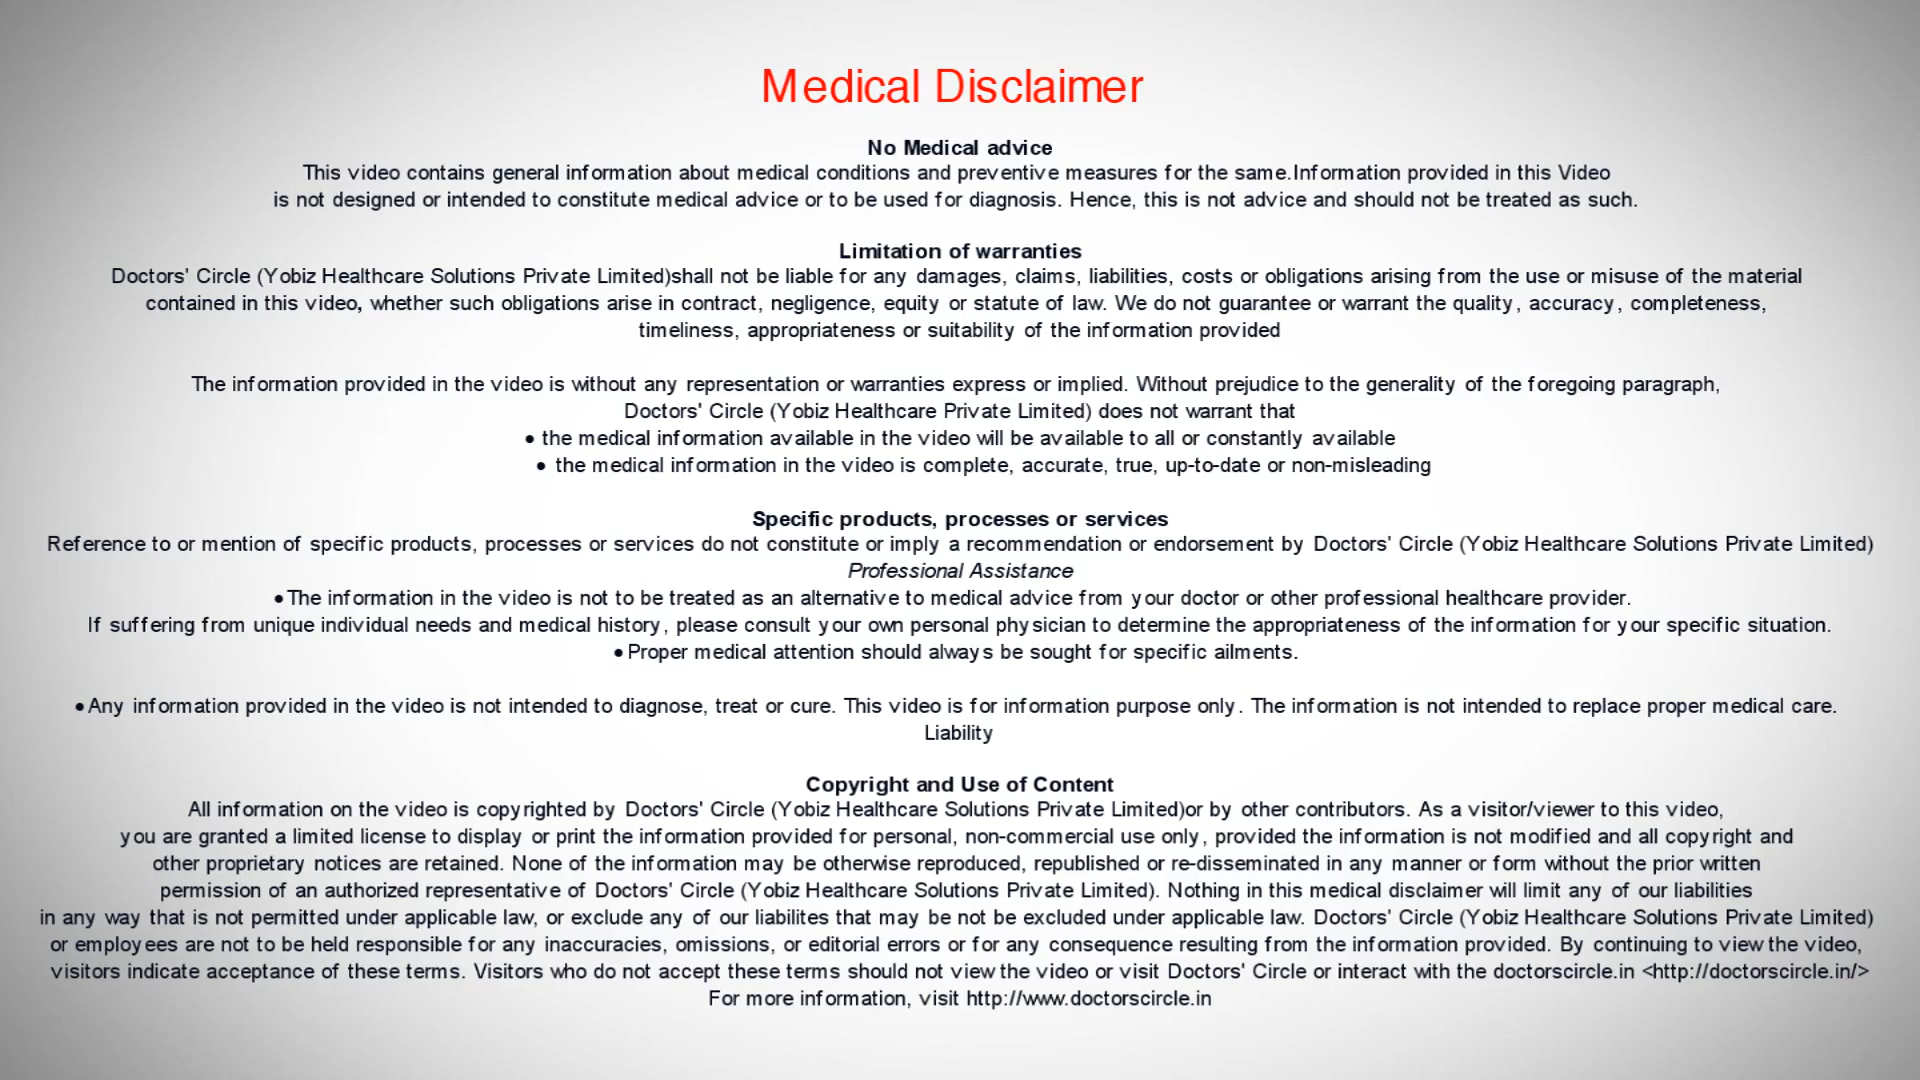 Medical Disclaimer
No Medical advice
This video contains general information about medical conditions and preventive measures for the same.Information provided in this Video
is not designed or intended to constitute medical advice or to be used for diagnosis. Hence, this is not advice and should not be treated as such.
Limitation of warranties
Doctors' Circle (Yobiz Healthcare Solutions Private Limited)shall not be liable for any damages, claims, liabilities, costs or obligations arising from the use or misuse of the material
contained in this video, whether such obligations arise in contract, negligence, equity or statute of law. We do not guarantee or warrant the quality, accuracy, completeness,
timeliness, appropriateness or suitability of the information provided
The information provided in the video is without any representation or warranties express or implied. Without prejudice to the generality of the foregoing paragraph,
Doctors' Circle (Yobiz Healthcare Private Limited) does not warrant that
• the medical information available in the video will be available to all or constantly available
• the medical information in the video is complete, accurate, true, up-to-date or non-misleading
Specific products, processes or services
Reference to or mention of specific products, processes or services do not constitute or imply a recommendation or endorsement by Doctors' Circle (Yobiz Healthcare Solutions Private Limited)
Professional Assistance
•The information in the video is not to be treated as an alternative to medical advice from your doctor or other professional healthcare provider.
If suffering from unique individual needs and medical history, please consult your own personal physician to determine the appropriateness of the information for your specific situation.
•Proper medical attention should always be sought for specific ailments.
•Any information provided in the video is not intended to diagnose, treat or cure. This video is for information purpose only. The information is not intended to replace proper medical care.
Liability
Copyright and Use of Content
All information on the video is copyrighted by Doctors' Circle (Yobiz Healthcare Solutions Private Limited)or by other contributors. As a visitor/viewer to this video,
you are granted a limited license to display or print the information provided for personal, non-commercial use only, provided the information is not modified and all copyright and
other proprietary notices are retained. None of the information may be otherwise reproduced, republished or re-disseminated in any manner or form without the prior written
permission of an authorized representative of Doctors' Circle (Yobiz Healthcare Solutions Private Limited). Nothing in this medical disclaimer will limit any of our liabilities
in any way that is not permitted under applicable law, or exclude any of our liabilites that may be not be excluded under applicable law. Doctors' Circle (Yobiz Healthcare Solutions Private Limited)
or employees are not to be held responsible for any inaccuracies, omissions, or editorial errors or for any consequence resulting from the information provided. By continuing to view the video,
visitors indicate acceptance of these terms. Visitors who do not accept these terms should not view the video or visit Doctors' Circle or interact with the doctorscircle.in <http://doctorscircle.in/>
For more information, visit http://www.doctorscircle.in